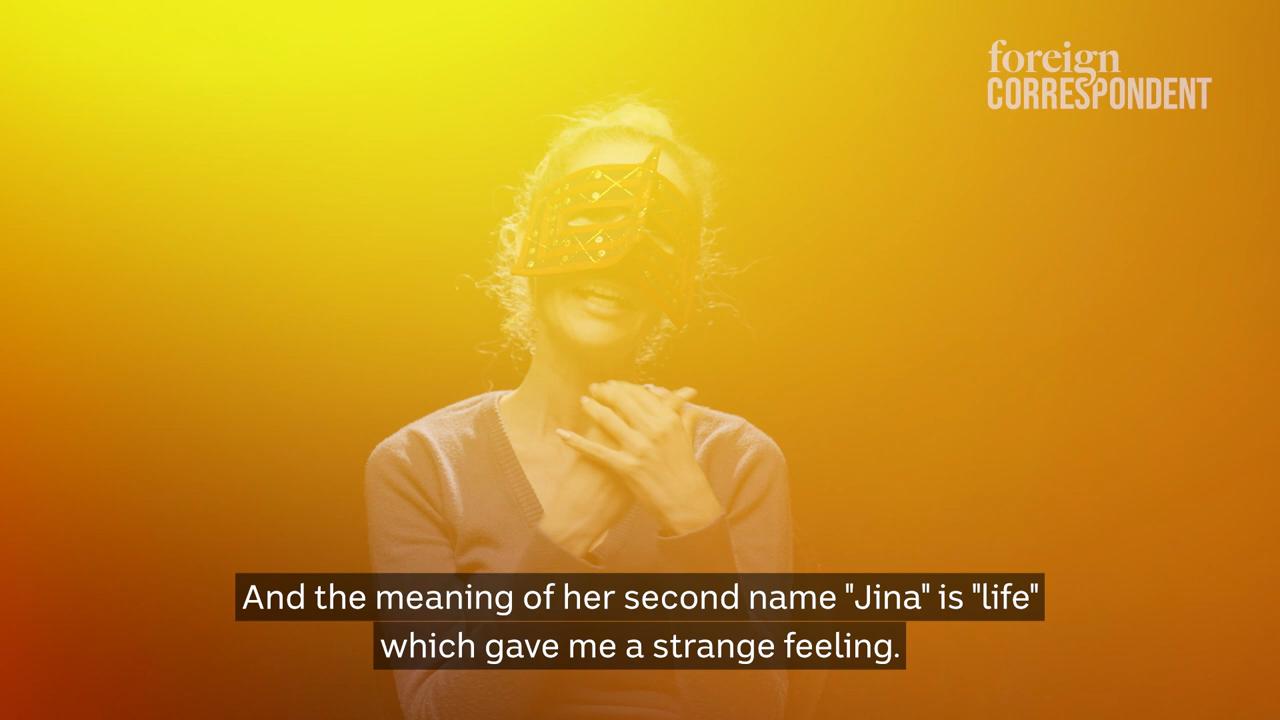 foreign
CORRESPONDENT
And the meaning of her second name "Jina" is "life"
which gave me a strange feeling.